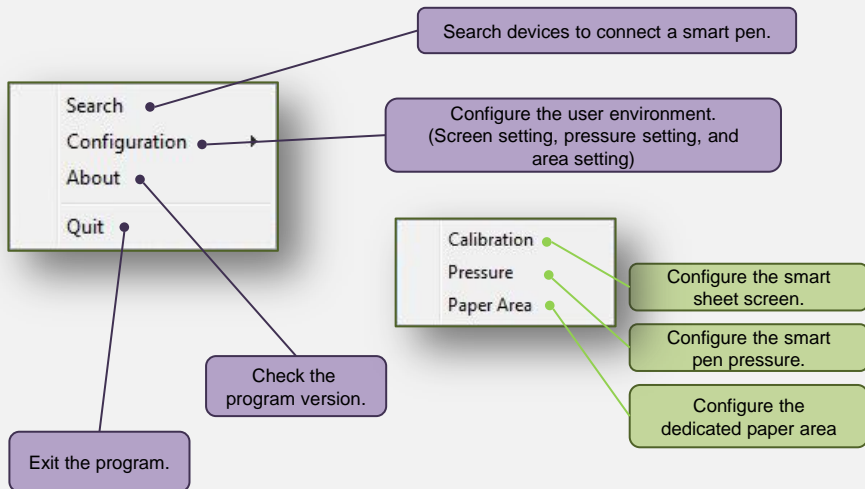 Search devices to connect a smart pen.
Search
Configuration
About
Quit
Configure the user environment.
(Screen setting, pressure setting, and
area setting)
Calibration
Pressure
Paper Area
Configure the smart
sheet screen.
Configure the smart
pen pressure.
Configure the
dedicated paper area
Check the
program version.
Exit the program.